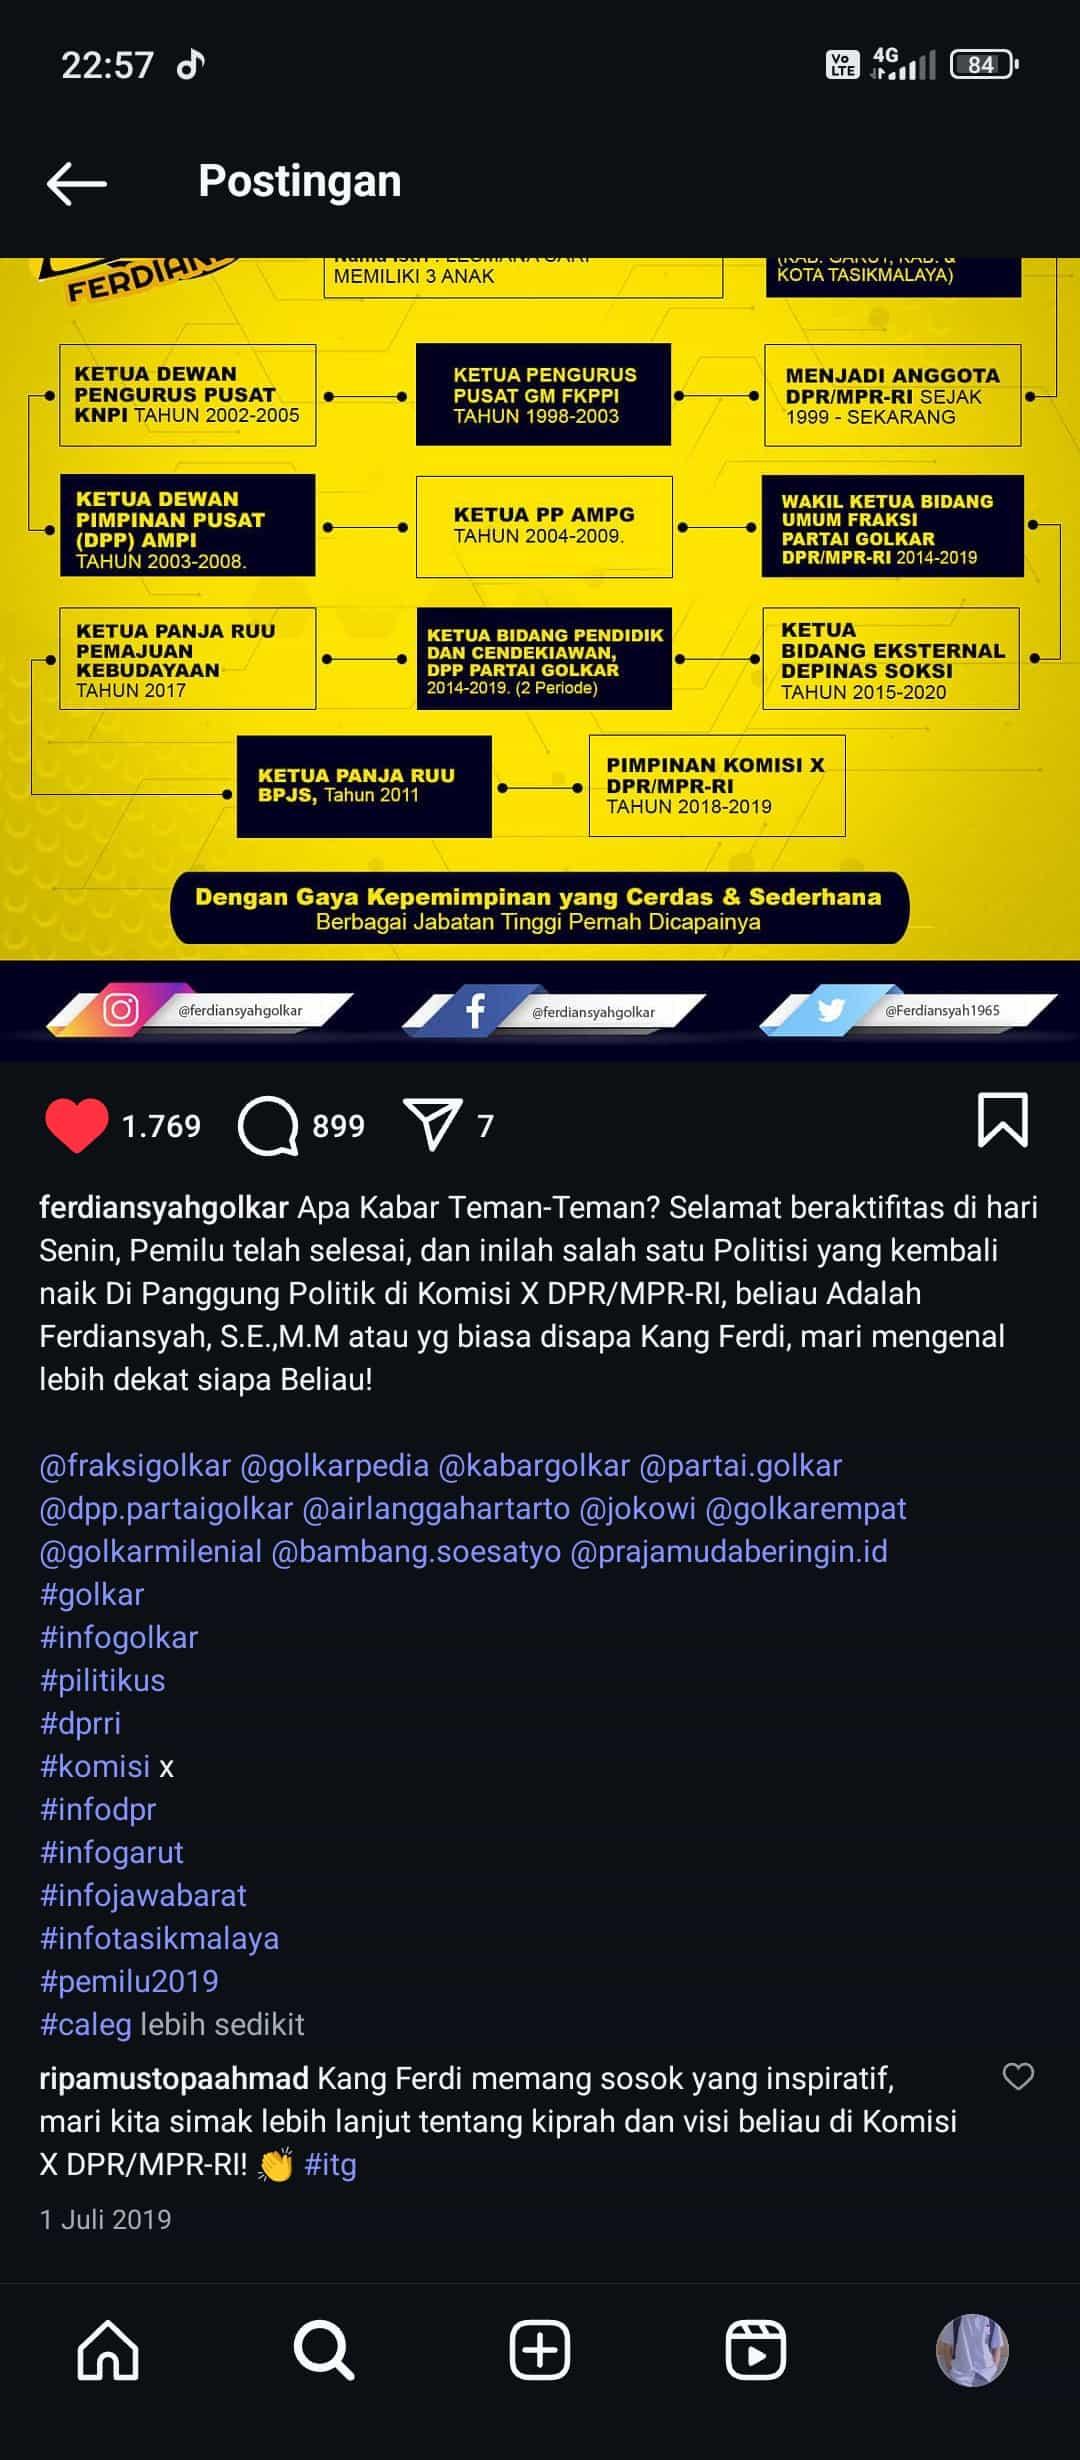 22:57
Vo LTE 4G 84
Postingan
FERDIAN
MEMILIKI 3 ANAK
KOTA TASIKMALAYA)
KETUA DEWAN
PENGURUS PUSAT
KNPI TAHUN 2002-2005
KETUA PENGURUS
PUSAT GM FKPPI
TAHUN 1998-2003
MENJADI ANGGOTA
DPR/MPR-RI SEJAK
1999 - SEKARANG
KETUA DEWAN
PIMPINAN PUSAT
(DPP) AMPI
TAHUN 2003-2008.
KETUA PP AMPG
TAHUN 2004-2009.
WAKIL KETUA BIDANG
UMUM FRAKSI
PARTAI GOLKAR
DPR/MPR-RI 2014-2019
KETUA PANJA RUU
PEMAJUAN
KEBUDAYAAN
TAHUN 2017
KETUA BIDANG PENDIDIK
DAN CENDEKIAWAN,
DPP PARTAI GOLKAR
2014-2019. (2 Periode)
KETUA
BIDANG EKSTERNAL
DEPINAS SOKSI
TAHUN 2015-2020
KETUA PANJA RUU
BPJS, Tahun 2011
PIMPINAN KOMISI X
DPR/MPR-RI
TAHUN 2018-2019
Dengan Gaya Kepemimpinan yang Cerdas & Sederhana
Berbagai Jabatan Tinggi Pernah Dicapainya
@ferdiansyahgolkar
@ferdiansyahgolkar
@Ferdiansyah1965
1.769 899 7
ferdiansyahgolkar Apa Kabar Teman-Teman? Selamat beraktifitas di hari
Senin, Pemilu telah selesai, dan inilah salah satu Politisi yang kembali
naik Di Panggung Politik di Komisi X DPR/MPR-RI, beliau Adalah
Ferdiansyah, S.E.,M.M atau yg biasa disapa Kang Ferdi, mari mengenal
lebih dekat siapa Beliau!
@fraksigolkar @golkarpedia @kabargolkar @partai.golkar
@dpp.partaigolkar @airlanggahartarto @jokowi @golkarempat
@golkarmilenial @bambang.soesatyo @prajamudaberingin.id
#golkar
#infogolkar
#pilitikus
#dprri
#komisi x
#infodpr
#infogarut
#infojawabarat
#infotasikmalaya
#pemilu2019
#caleg lebih sedikit
ripamustopaahmad Kang Ferdi memang sosok yang inspiratif,
mari kita simak lebih lanjut tentang kiprah dan visi beliau di Komisi
X DPR/MPR-RI! 👏 #itg
1 Juli 2019